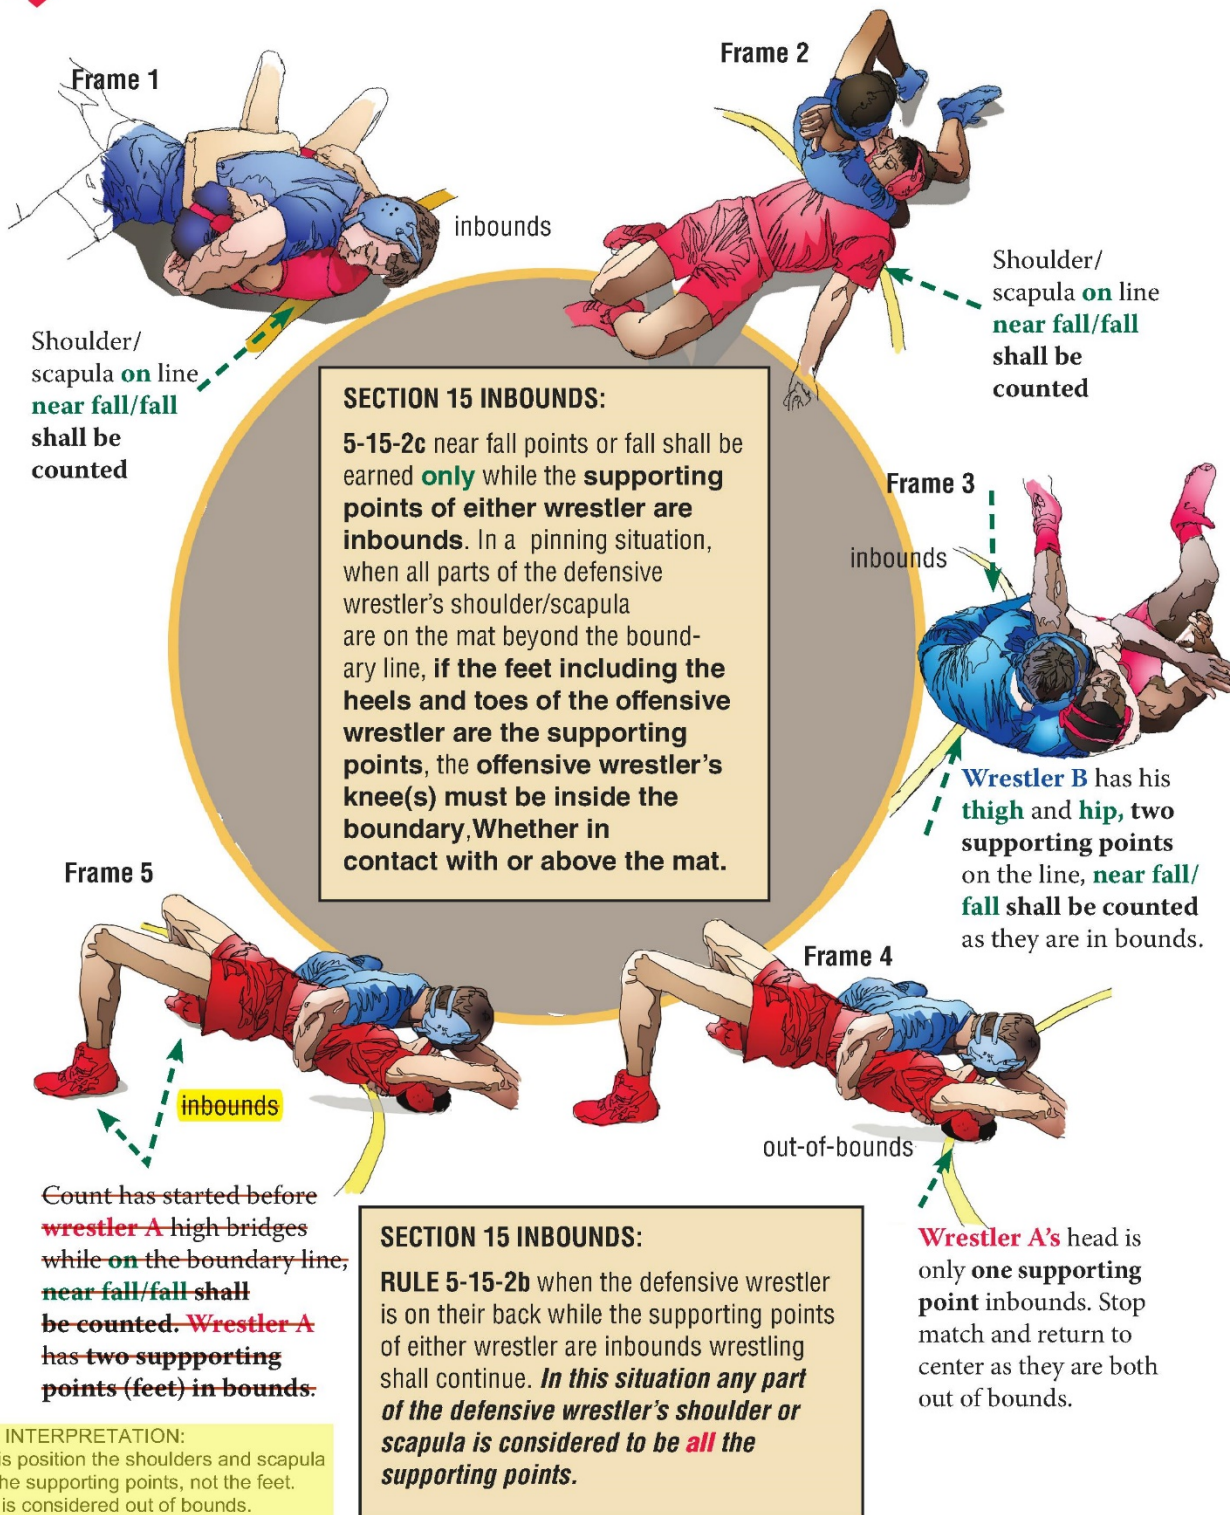 Frame 1
inbounds
Shoulder/
scapula on line
near fall/fall
shall be
counted
Frame 2
Shoulder/
scapula on line
near fall/fall
shall be
counted
SECTION 15 INBOUNDS:
5-15-2c near fall points or fall shall be
earned only while the supporting
points of either wrestler are
inbounds. In a pinning situation,
when all parts of the defensive
wrestler's shoulder/scapula
are on the mat beyond the bound-
ary line, if the feet including the
heels and toes of the offensive
wrestler are the supporting
points, the offensive wrestler's
knee(s) must be inside the
boundary,Whether in
contact with or above the mat.
Frame 3
inbounds
Wrestler B has his
thigh and hip, two
supporting points
on the line, near fall/
fall shall be counted
as they are in bounds.
Frame 5
inbounds
Count has started before
wrestler A high bridges
while on the boundary line,
near fall/fall shall
be counted. Wrestler A
has two suppporting
points (feet) in bounds.
INTERPRETATION:
is position the shoulders and scapula
he supporting points, not the feet.
is considered out of bounds.
Frame 4
out-of-bounds
Wrestler A's head is
only one supporting
point inbounds. Stop
match and return to
center as they are both
out of bounds.
SECTION 15 INBOUNDS:
RULE 5-15-2b when the defensive wrestler
is on their back while the supporting points
of either wrestler are inbounds wrestling
shall continue. In this situation any part
of the defensive wrestler's shoulder or
scapula is considered to be all the
supporting points.